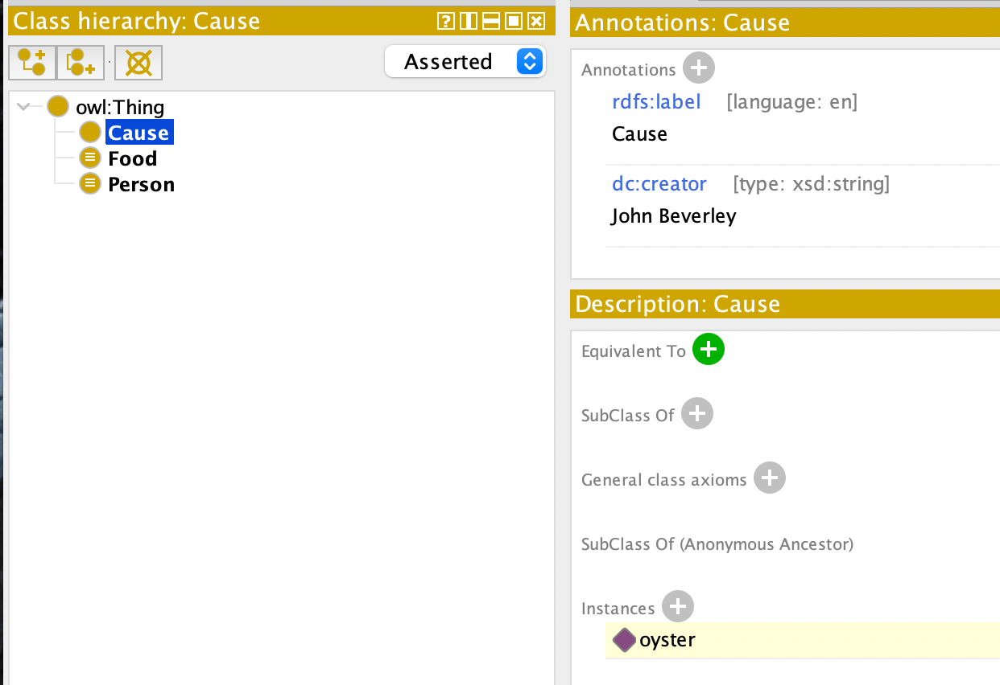 Class hierarchy: Cause
Asserted
owl:Thing
Cause
Food
Person
Annotations: Cause
Annotations
rdfs:label [language: en]
Cause
dc:creator [type: xsd:string]
John Beverley
Description: Cause
Equivalent To
SubClass Of
General class axioms
SubClass Of (Anonymous Ancestor)
Instances
oyster